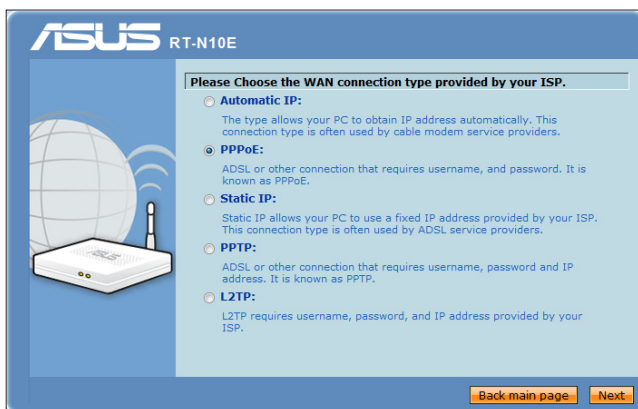 ASUS RT-N10E
Please Choose the WAN connection type provided by your ISP.
Automatic IP:
The type allows your PC to obtain IP address automatically. This
connection type is often used by cable modem service providers.
PPPoE:
ADSL or other connection that requires username, and password. It is
known as PPPoE.
Static IP:
Static IP allows your PC to use a fixed IP address provided by your ISP.
This connection type is often used by ADSL service providers.
PPTP:
ADSL or other connection that requires username, password and IP
address. It is known as PPTP.
L2TP:
L2TP requires username, password, and IP address provided by your
ISP.
ASUS
Back main page Next